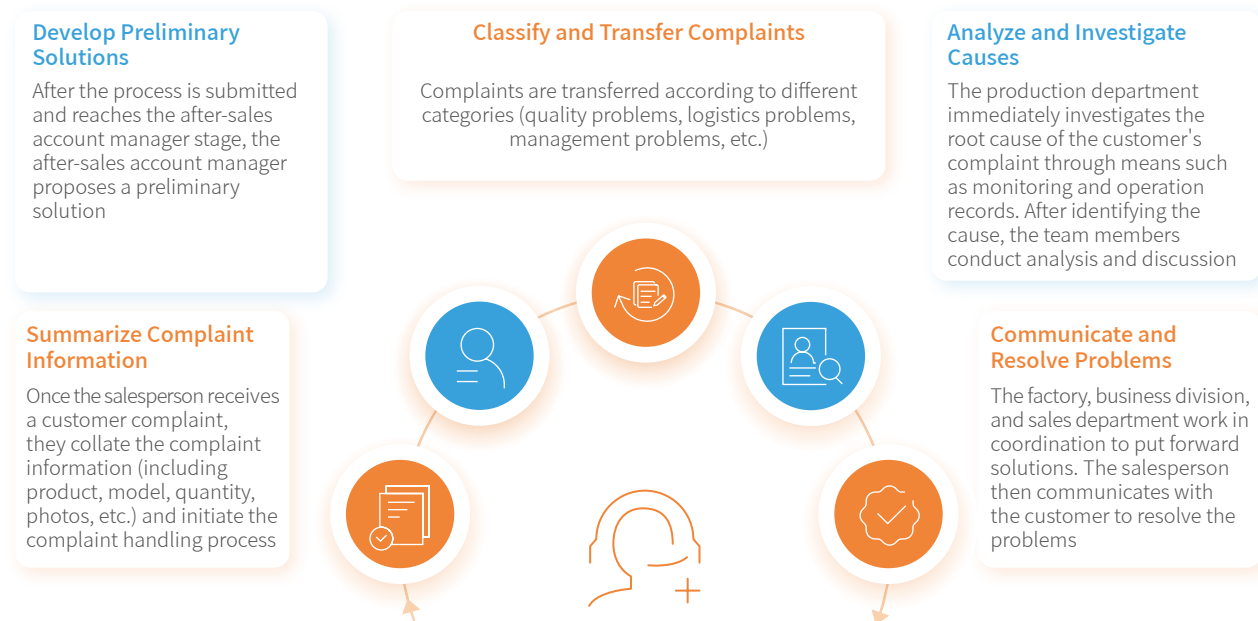 Develop Preliminary
Solutions
After the process is submitted
and reaches the after-sales
account manager stage, the
after-sales account manager
proposes a preliminary
solution
Classify and Transfer Complaints
Complaints are transferred according to different
categories (quality problems, logistics problems,
management problems, etc.)
Analyze and Investigate
Causes
The production department
immediately investigates the
root cause of the customer's
complaint through means such
as monitoring and operation
records. After identifying the
cause, the team members
conduct analysis and discussion
Summarize Complaint
Information
Once the salesperson receives
a customer complaint,
they collate the complaint
information (including
product, model, quantity,
photos, etc.) and initiate the
complaint handling process
Communicate and
Resolve Problems
The factory, business division,
and sales department work in
coordination to put forward
solutions. The salesperson
then communicates with
the customer to resolve the
problems